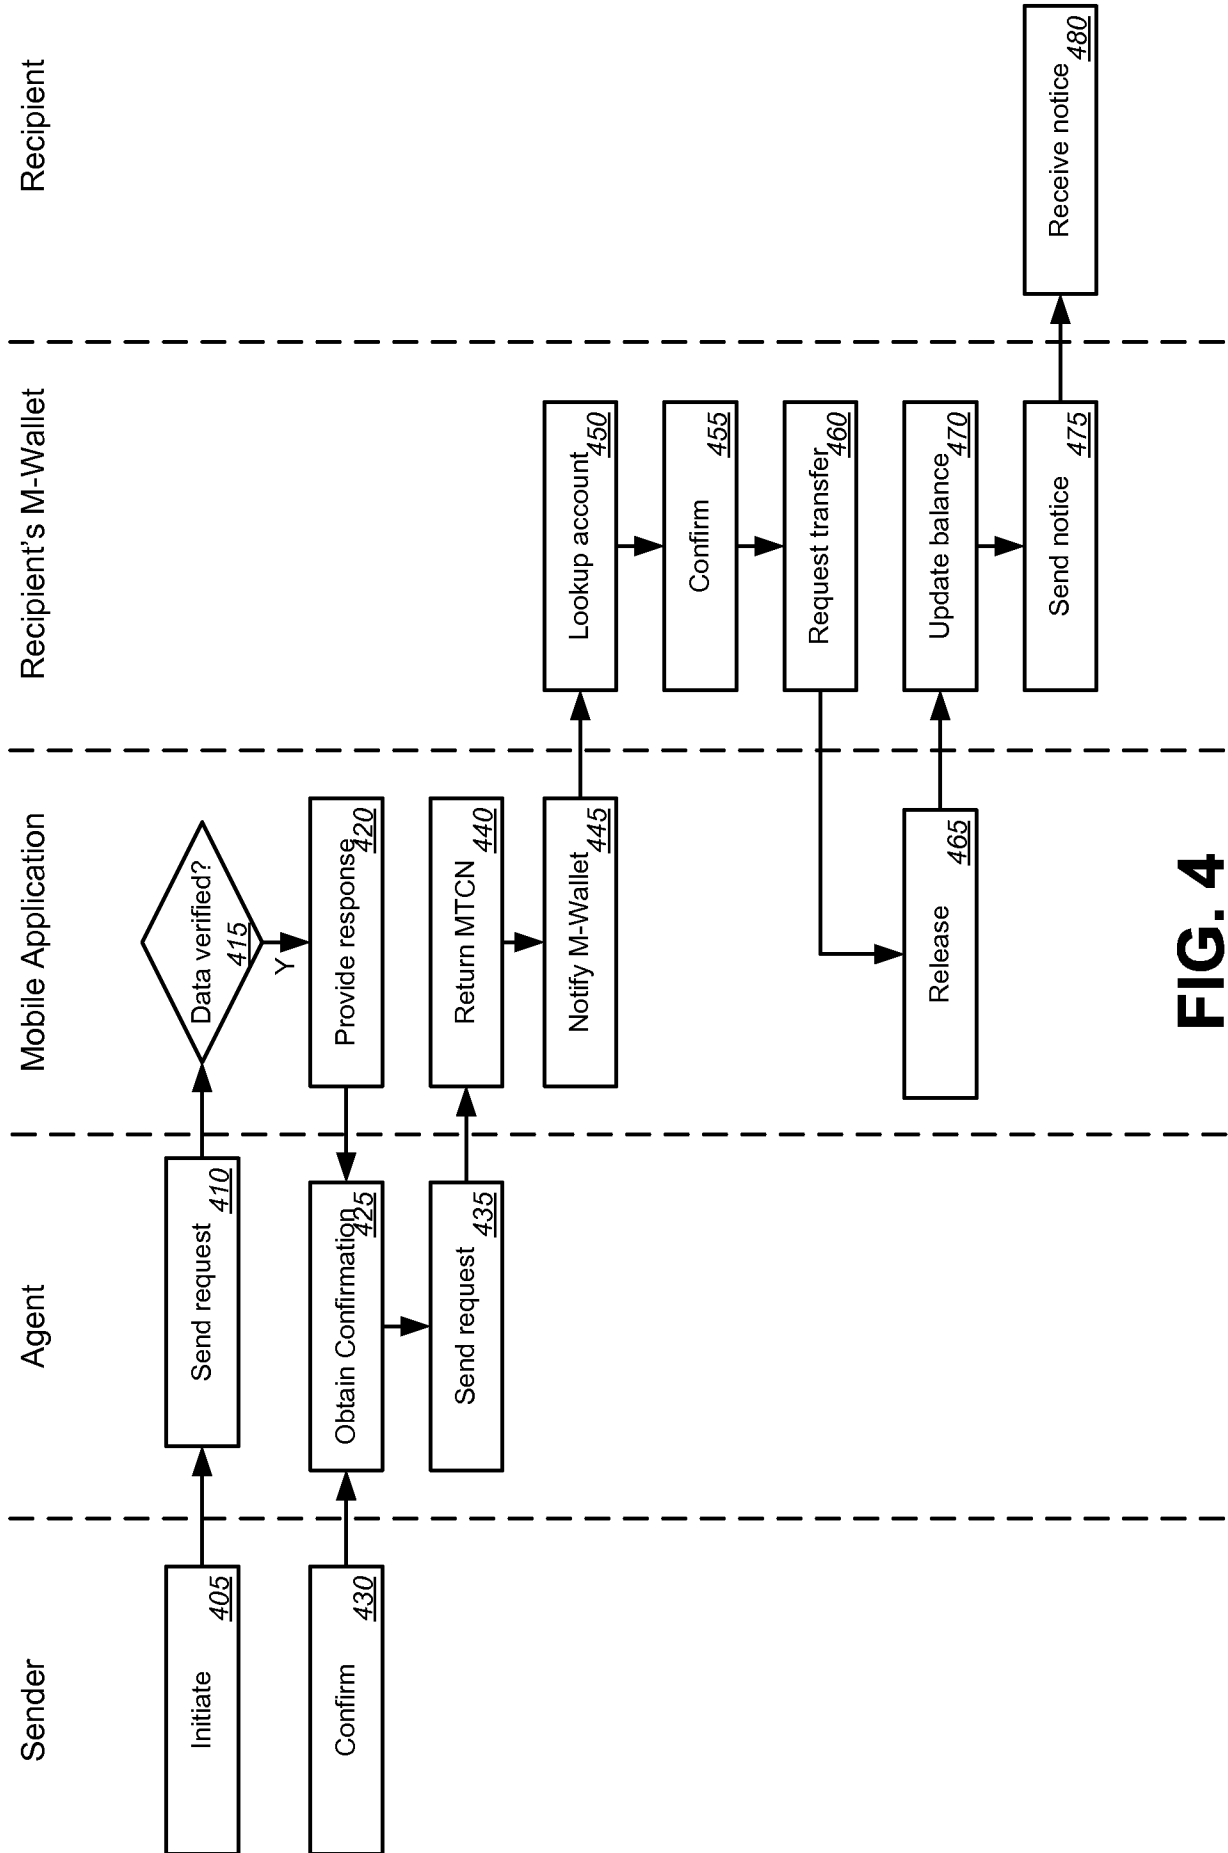 Sender
Agent
Mobile Application
Recipient's M-Wallet
Recipient
Initiate
405
Send request
410
Data verified?
415
Y
Confirm
430
Obtain Confirmation
425
Provide response
420
Send request
435
Return MTCN
440
Notify M-Wallet
445
Lookup account
450
Confirm
455
Request transfer
460
Release
465
Update balance
470
Send notice
475
Receive notice
480
FIG. 4